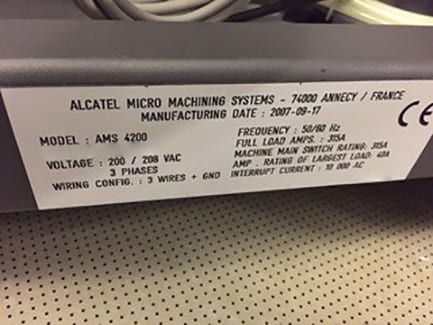 ALCATEL MICRO MACHINING SYSTEMS - 74000 ANNECY / FRANCE
MANUFACTURING DATE : 2007-09-17
MODEL : AMS 4200
VOLTAGE : 200 / 208 VAC
3 PHASES
WIRING CONFIG. : 3 WIRES + GND
FREQUENCY : 50/60 Hz
FULL LOAD AMPS. : 315A
MACHINE MAIN SWITCH RATING: 315A
AMP. RATING OF LARGEST LOAD: 40A
INTERRUPT CURRENT : 10 000 AC
CE